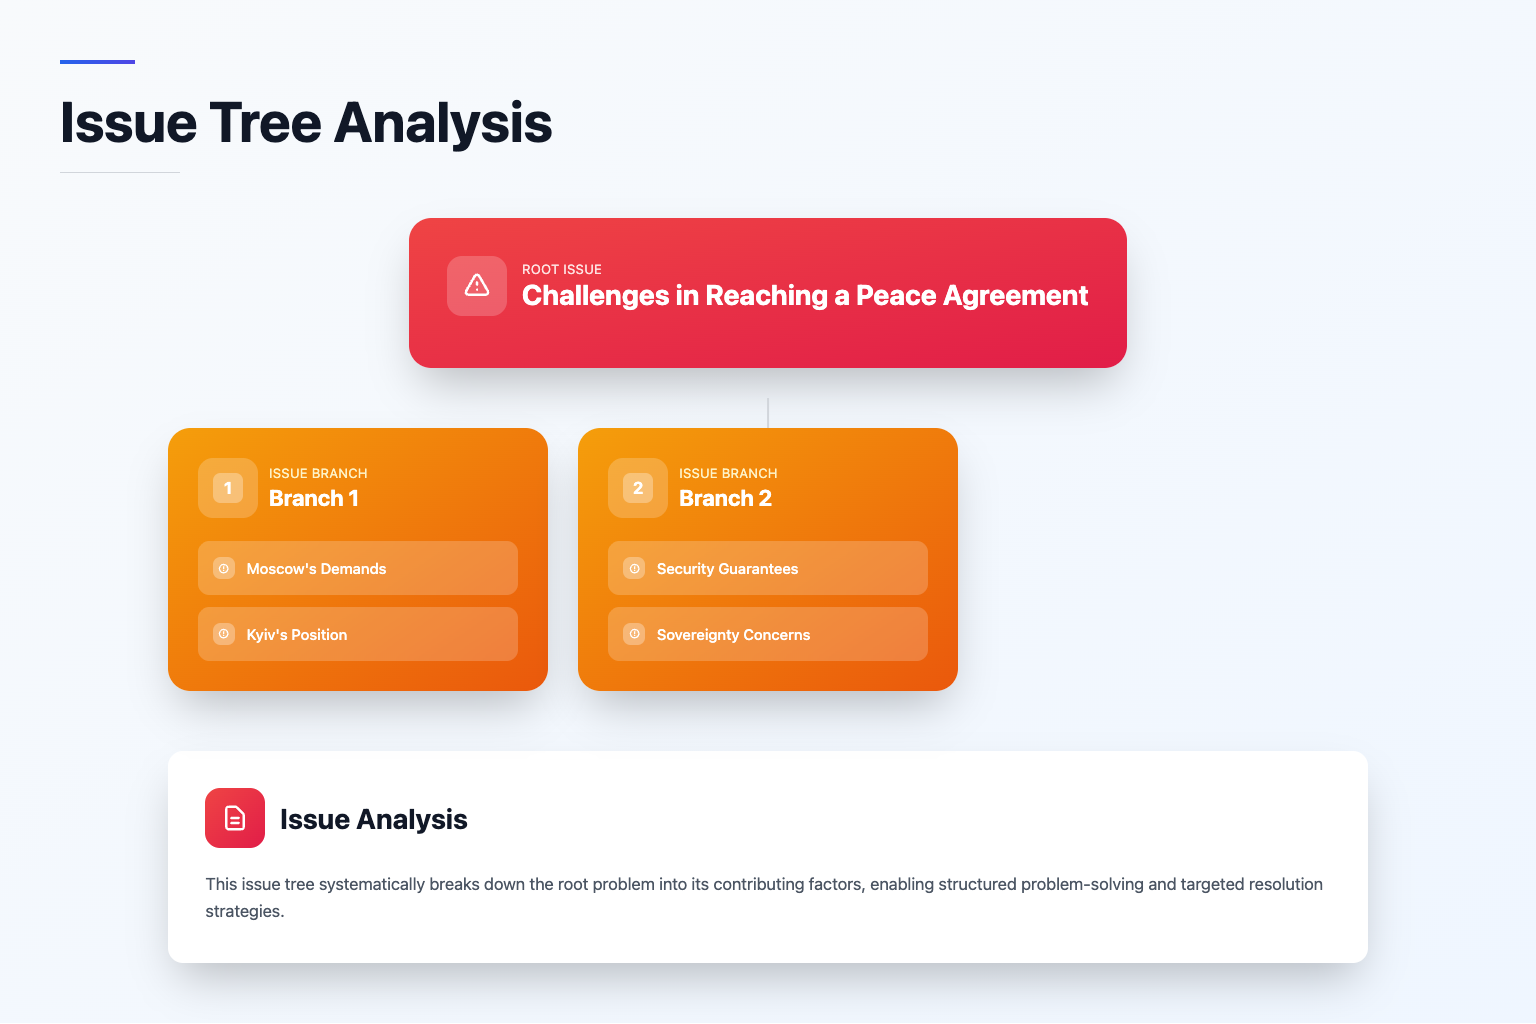 Issue Tree Analysis
ROOT ISSUE
Challenges in Reaching a Peace Agreement
1
ISSUE BRANCH
Branch 1
Moscow's Demands
Kyiv's Position
2
ISSUE BRANCH
Branch 2
Security Guarantees
Sovereignty Concerns
Issue Analysis
This issue tree systematically breaks down the root problem into its contributing factors, enabling structured problem-solving and targeted resolution
strategies.